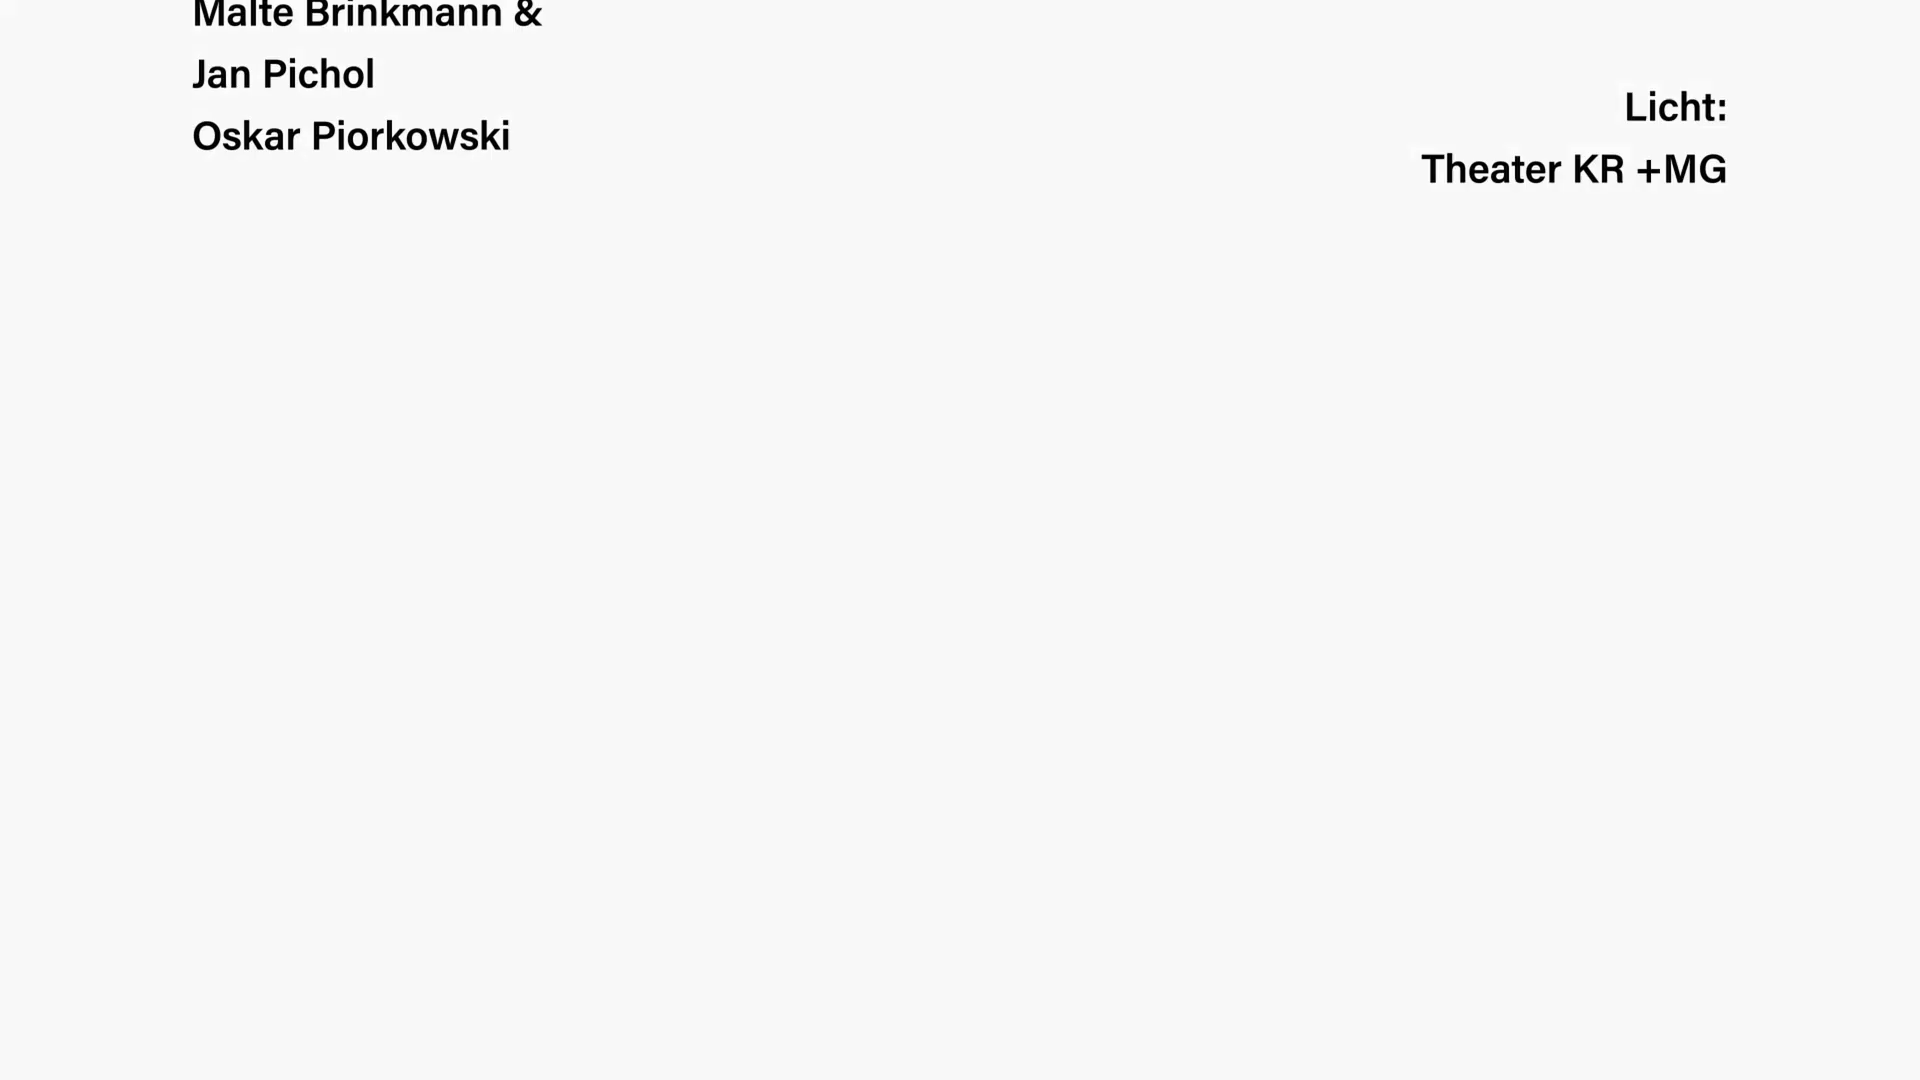 Malte Brinkmann &
Jan Pichol
Oskar Piorkowski
Licht:
Theater KR +MG